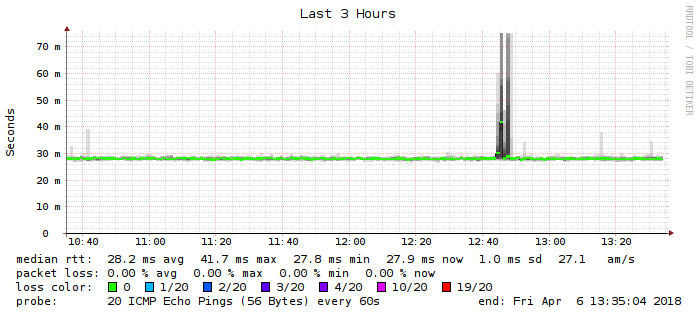 Last 3 Hours
RRDTOOL / TOBI OETIKER
Seconds
70 m
60 m
50 m
40 m
30 m
20 m
10 m
0
10:40 11:00 11:20 11:40 12:00 12:20 12:40 13:00 13:20
median rtt: 28.2 ms avg 41.7 ms max 27.8 ms min 27.9 ms now 1.0 ms sd 27.1 am/s
packet loss: 0.00 % avg 0.00 % max 0.00 % min 0.00 % now
loss color: 0 1/20 2/20 3/20 4/20 10/20 19/20
probe: 20 ICMP Echo Pings (56 Bytes) every 60s end: Fri Apr 6 13:35:04 2018